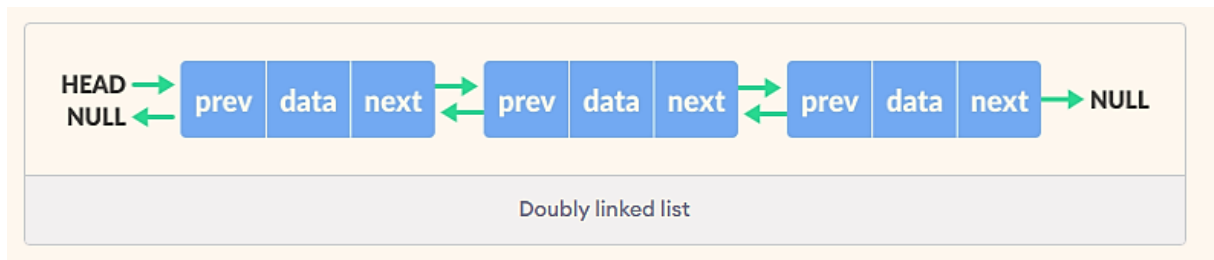 HEAD
NULL
prev data next prev data next prev data next NULL
Doubly linked list